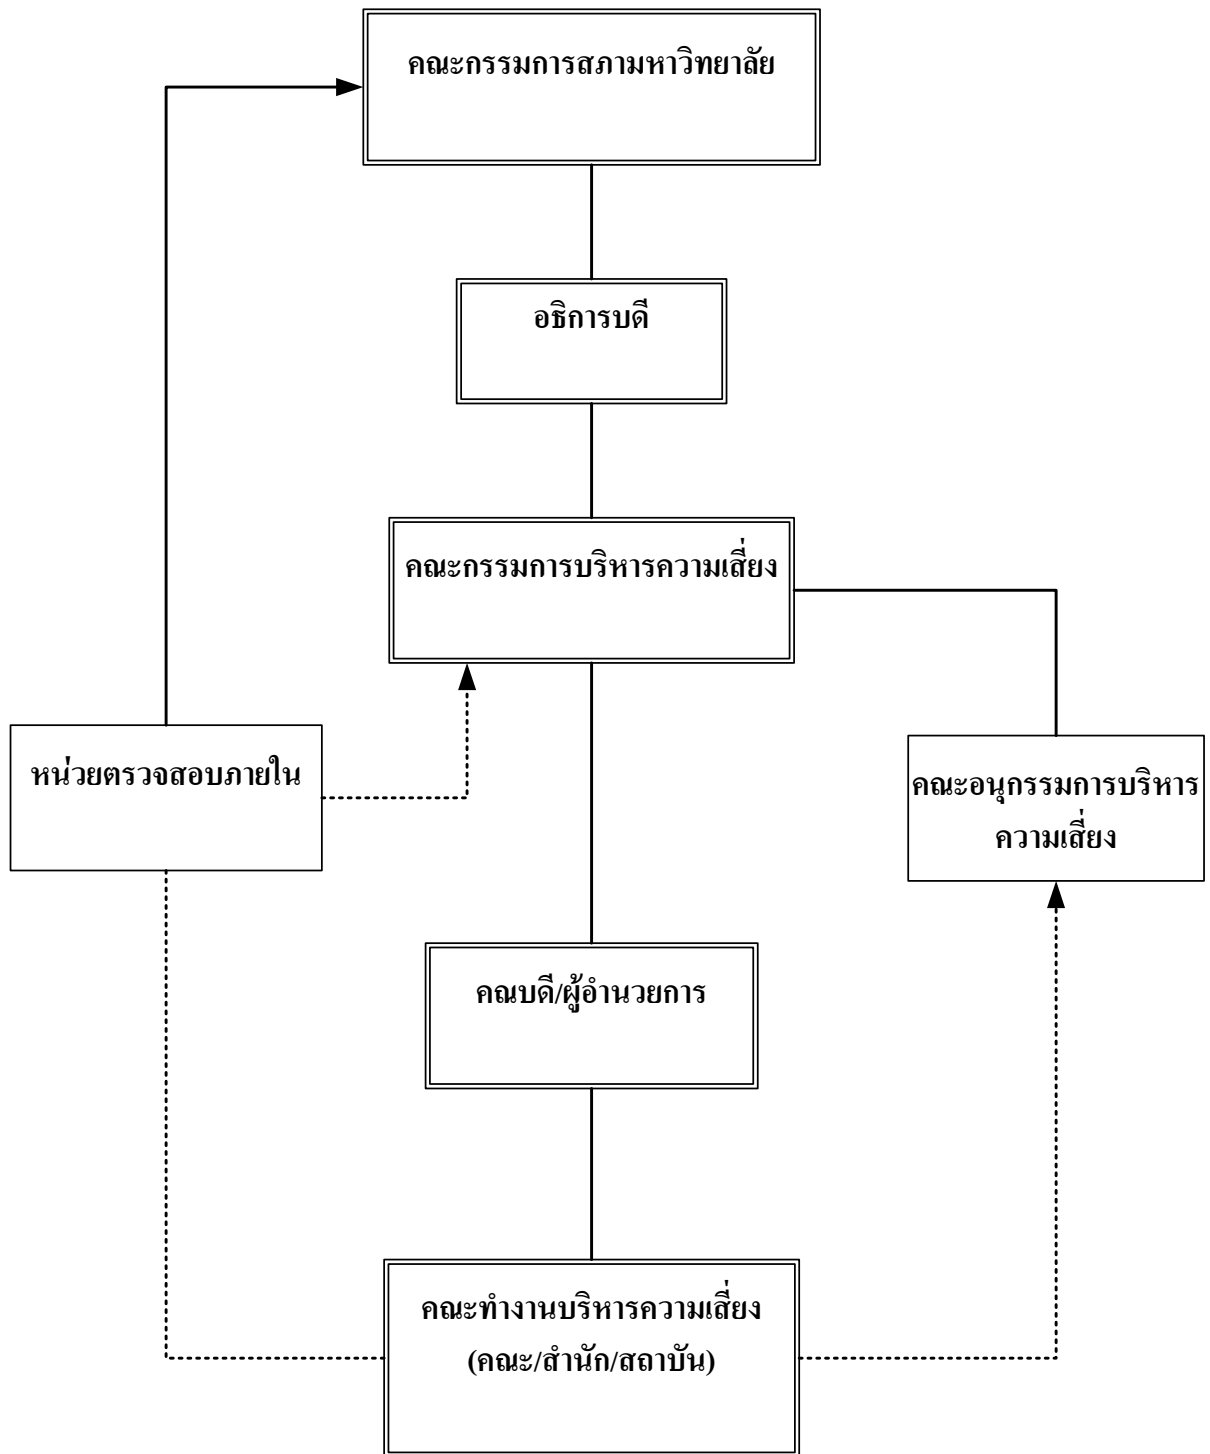 คณะกรรมการสภามหาวิทยาลัย
อธิการบดี
คณะกรรมการบริหารความเสี่ยง
หน่วยตรวจสอบภายใน
คณะอนุกรรมการบริหาร
ความเสี่ยง
คณบดี/ผู้อำนวยการ
คณะทำงานบริหารความเสี่ยง
(คณะ/สำนัก/สถาบัน)